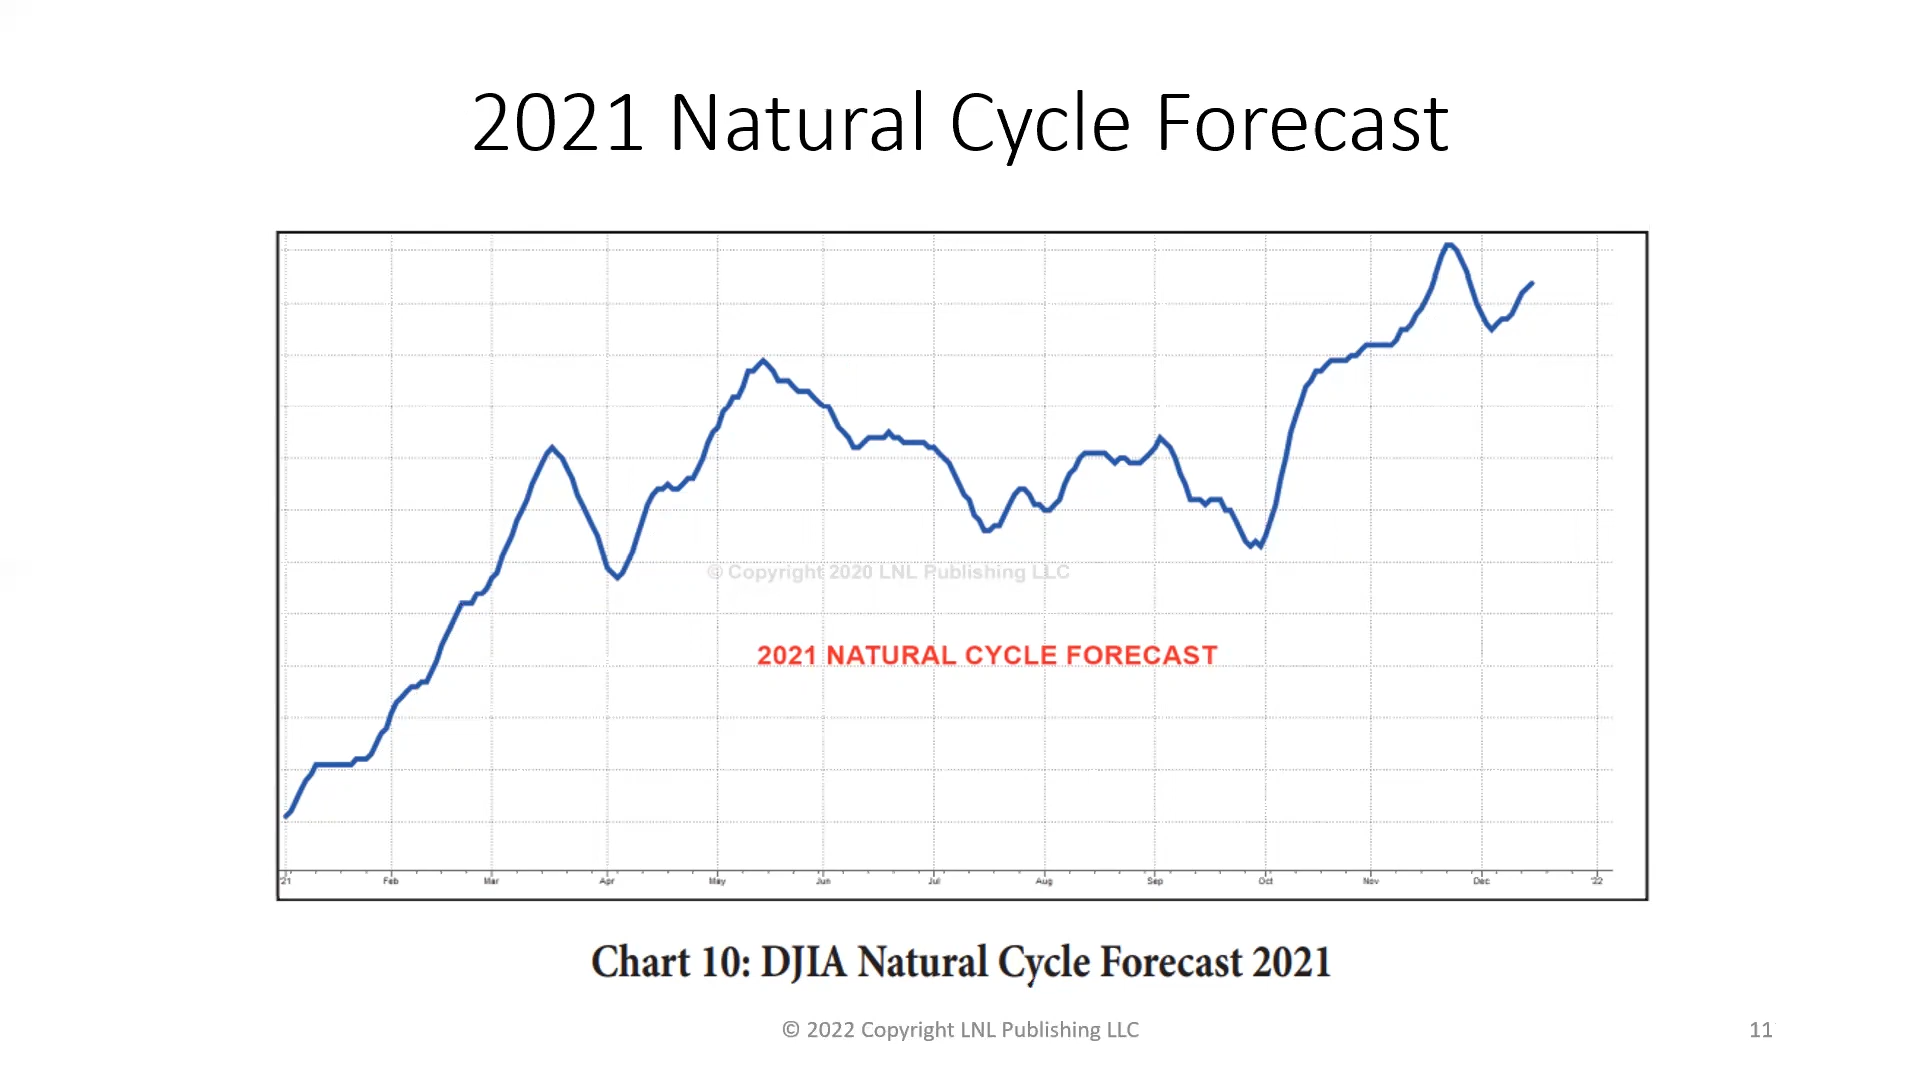 2021 Natural Cycle Forecast
© Copyright 2020 LNL Publishing LLC
2021 NATURAL CYCLE FORECAST
'21 Feb Mar Apr May Jun Jul Aug Sep Oct Nov Dec '22
Chart 10: DJIA Natural Cycle Forecast 2021
© 2022 Copyright LNL Publishing LLC
11